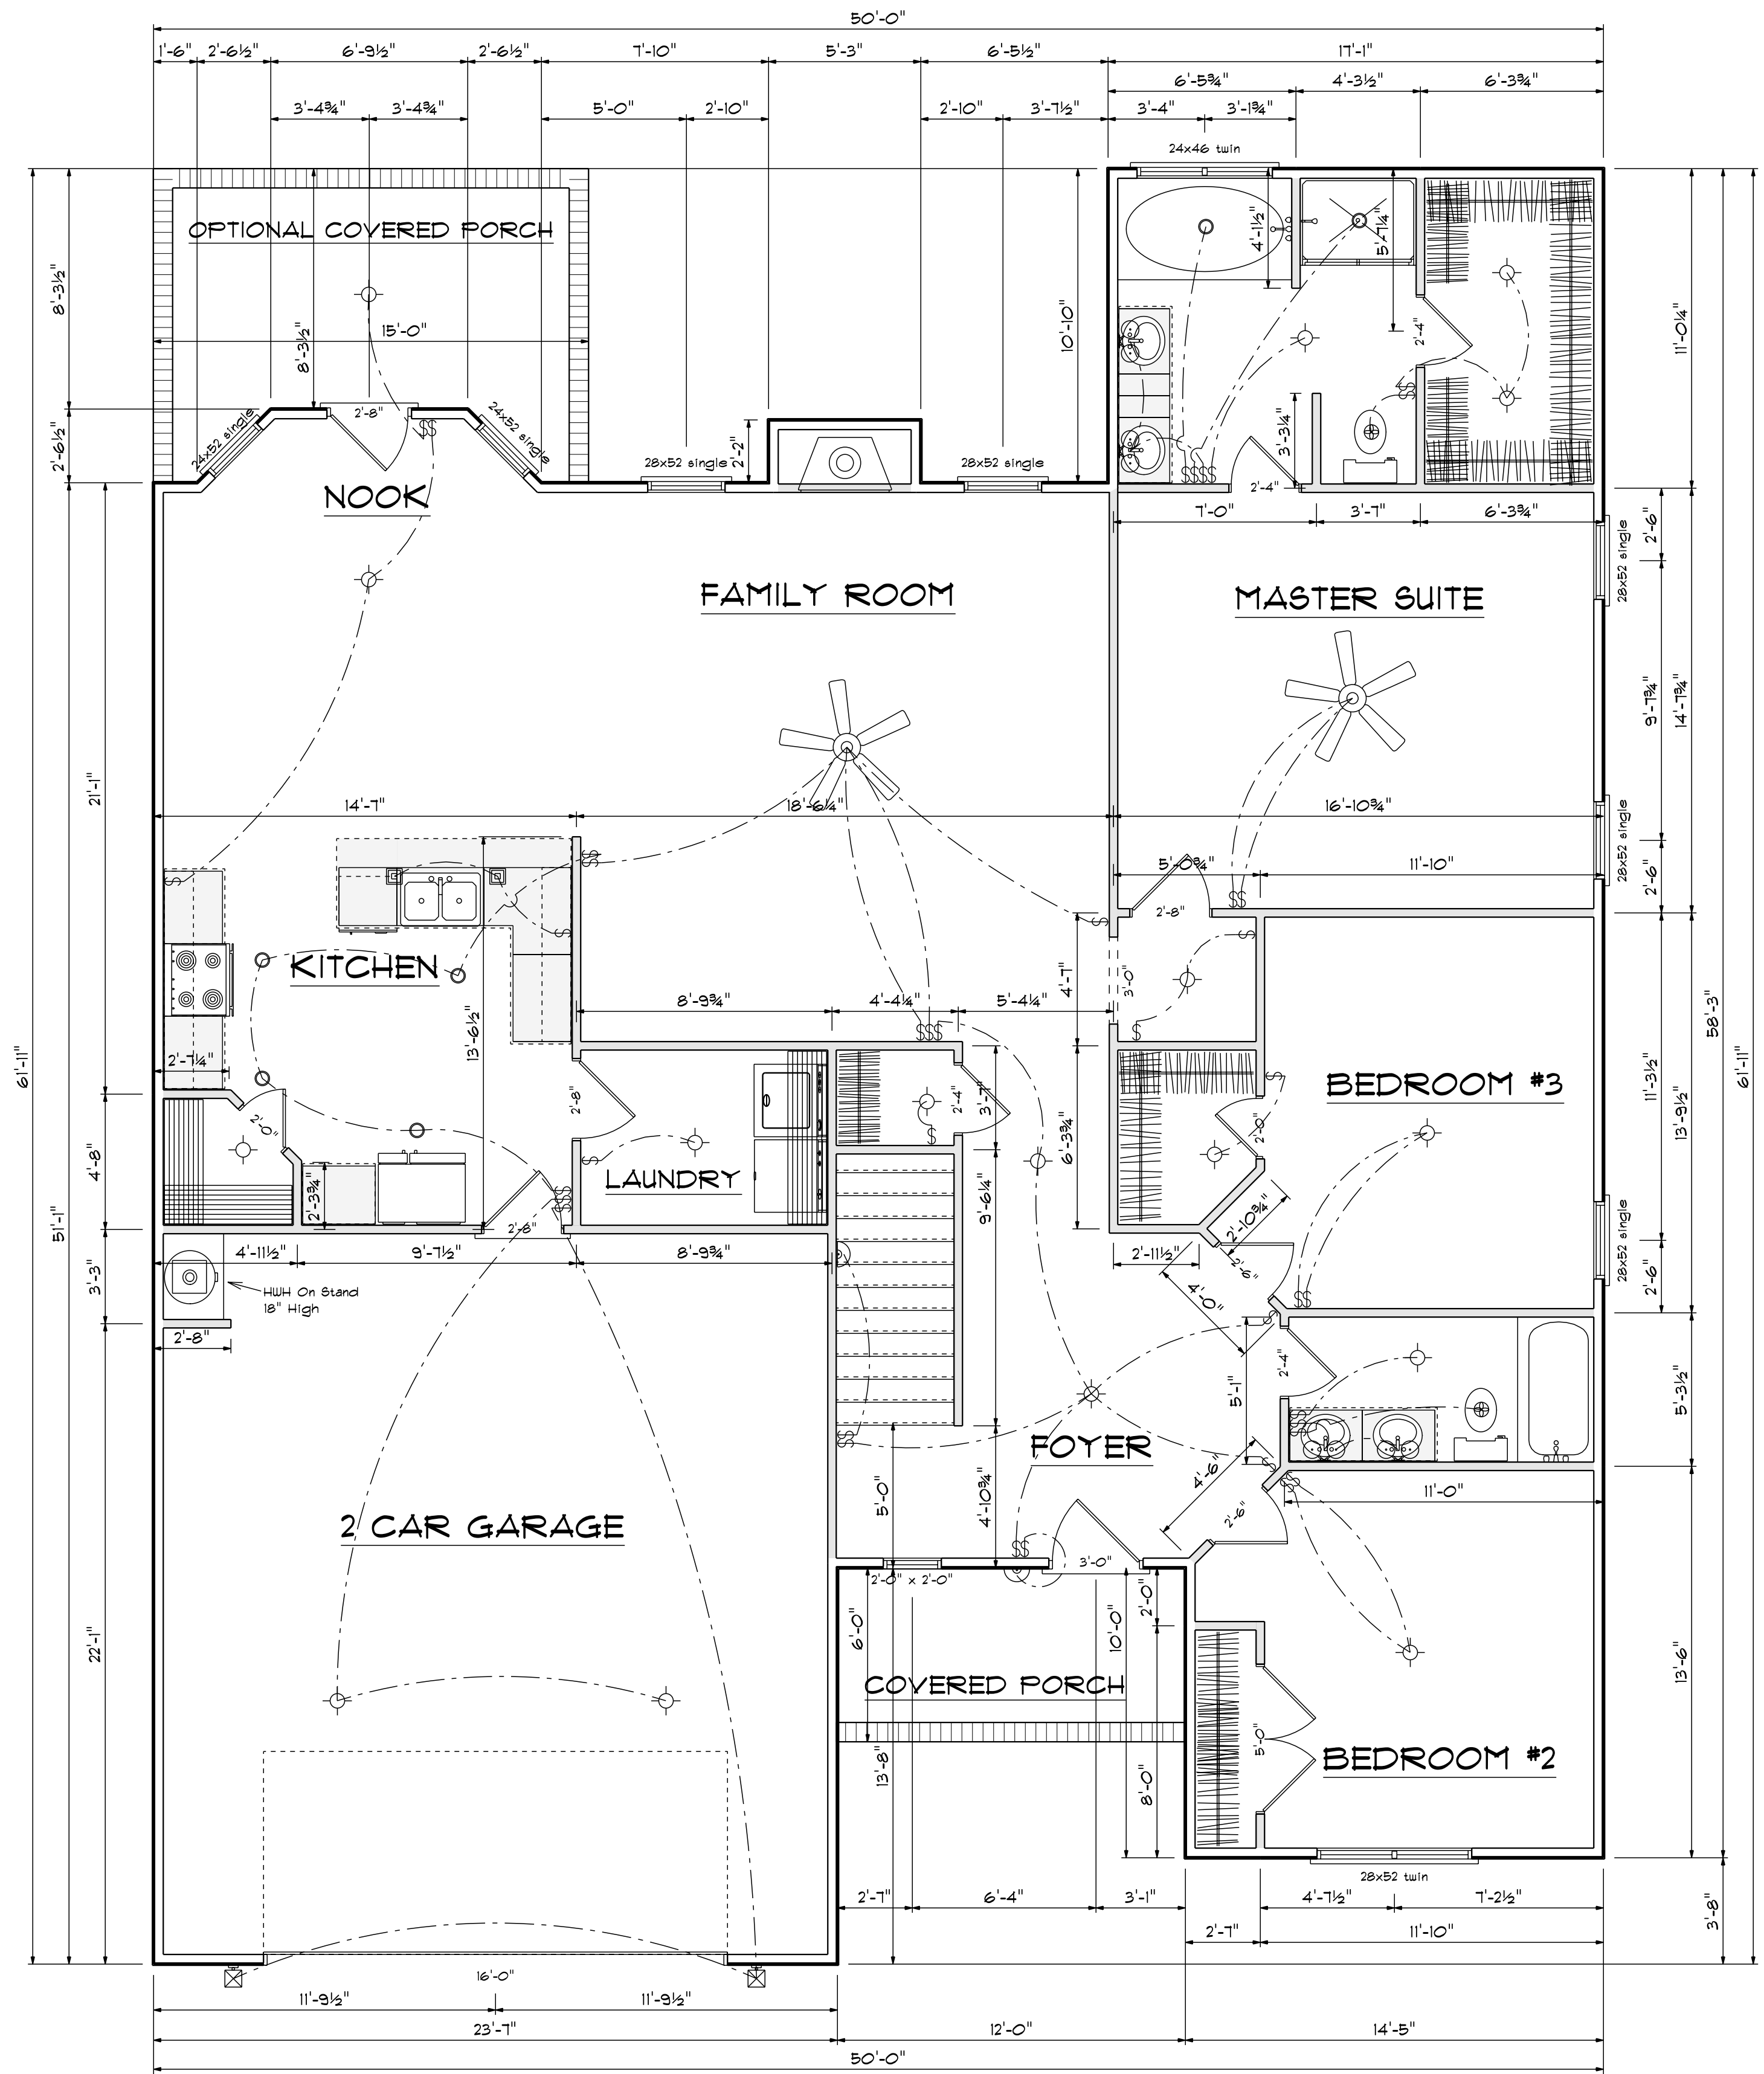 50'-0"
1'-6" 2'-6½" 6'-9½" 2'-6½" 7'-10" 5'-3" 6'-5½" 17'-1"
6'-5¾" 4'-3½" 6'-3¾"
3'-4¾" 3'-4¾" 5'-0" 2'-10" 2'-10" 3'-7½" 3'-4" 3'-1¾"
24x46 twin
OPTIONAL COVERED PORCH
8'-3½"
8'-3½"
15'-0"
10'-10"
4'-1½"
5'-7¼"
2'-4"
11'-0¼"
2'-8"
24x52 single
24x52 single
2'-6½"
28x52 single
2'-2"
28x52 single
3'-3¼"
2'-4"
NOOK
7'-0" 3'-7" 6'-3¾"
28x52 single
2'-6"
FAMILY ROOM
MASTER SUITE
9'-7¾"
14'-7¾"
21'-1"
14'-7" 18'-6¼" 16'-10¾"
28x52 single
2'-6"
5'-0¾" 11'-10"
2'-8"
KITCHEN
13'-6½"
8'-9¾" 4'-4¼" 5'-4¼"
4'-7"
3'-0"
58'-3"
61'-11"
61'-11"
2'-7¼"
2'-0"
2'-8"
2'-4"
3'-7"
6'-3¾"
2'-0"
BEDROOM #3
11'-3½"
13'-9½"
4'-8"
2'-3¾"
LAUNDRY
2'-8"
9'-6¼"
2'-10¾"
51'-1"
4'-11½" 9'-7½" 8'-9¾"
2'-11½"
2'-6"
28x52 single
2'-6"
3'-3"
HWH On Stand
18" High
2'-8"
4'-0"
2'-4"
5'-1"
5'-3½"
FOYER
4'-6"
11'-0"
2 CAR GARAGE
5'-0"
4'-10¾"
2'-6"
3'-0"
2'-0" x 2'-0"
22'-1"
6'-0"
10'-0"
2'-0"
13'-6"
COVERED PORCH
13'-8"
8'-0"
5'-0"
BEDROOM #2
28x52 twin
2'-7" 6'-4" 3'-1" 4'-7½" 7'-2½"
3'-8"
2'-7" 11'-10"
16'-0"
11'-9½" 11'-9½"
23'-7" 12'-0" 14'-5"
50'-0"